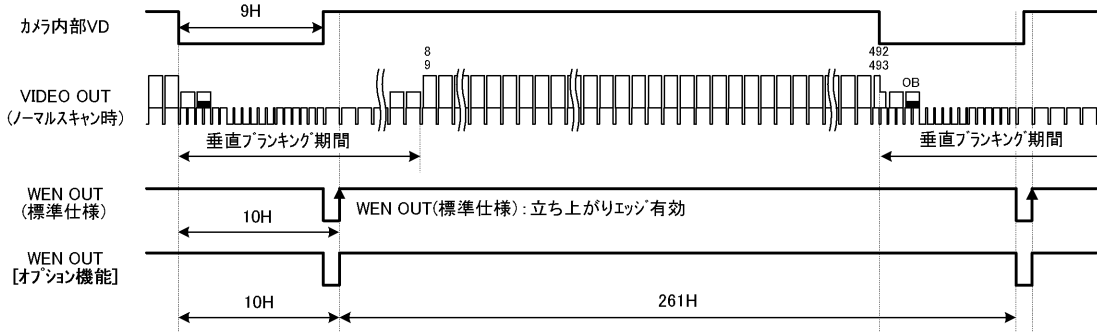 9H
カメラ内部VD
8
9
492
493
OB
VIDEO OUT
(ノーマルスキャン時)
垂直ブランキング期間
垂直ブランキング期間
WEN OUT
(標準仕様)
WEN OUT(標準仕様):立ち上がりエッジ有効
10H
WEN OUT
[オプション機能]
10H
261H